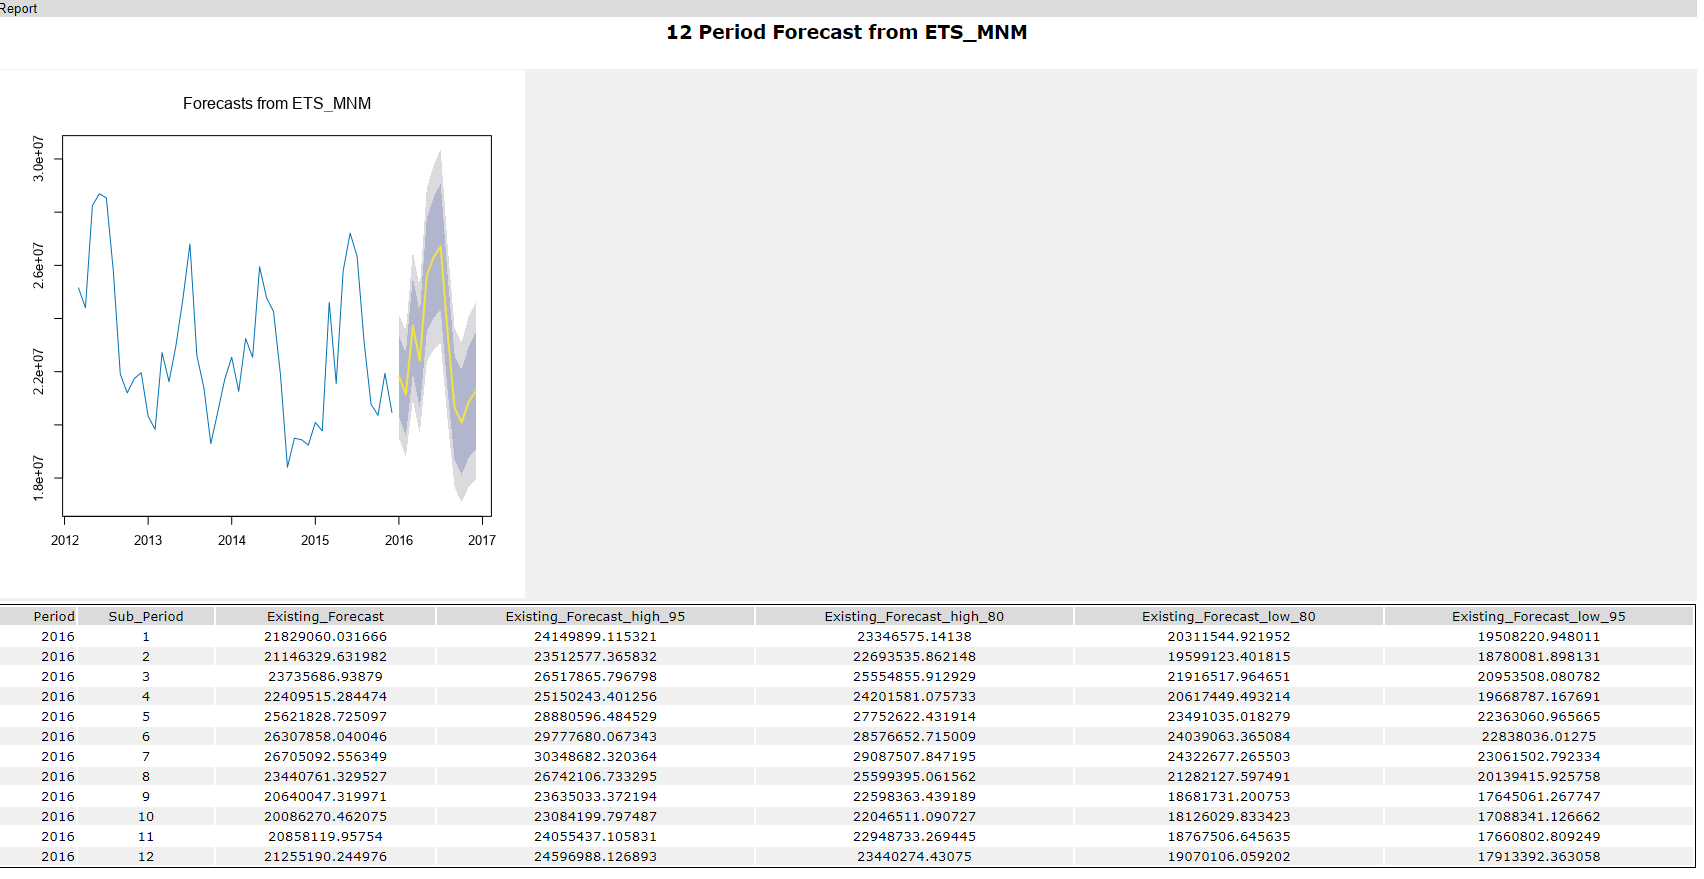 Report
12 Period Forecast from ETS_MNM
Forecasts from ETS_MNM
3.0e+07
2.6e+07
2.2e+07
1.8e+07
2012 2013 2014 2015 2016 2017
Period Sub_Period Existing_Forecast Existing_Forecast_high_95 Existing_Forecast_high_80 Existing_Forecast_low_80 Existing_Forecast_low_95
2016 1 21829060.031666 24149899.115321 23346575.14138 20311544.921952 19508220.948011
2016 2 21146329.631982 23512577.365832 22693535.862148 19599123.401815 18780081.898131
2016 3 23735686.93879 26517865.796798 25554855.912929 21916517.964651 20953508.080782
2016 4 22409515.284474 25150243.401256 24201581.075733 20617449.493214 19668787.167691
2016 5 25621828.725097 28880596.484529 27752622.431914 23491035.018279 22363060.965665
2016 6 26307858.040046 29777680.067343 28576652.715009 24039063.365084 22838036.01275
2016 7 26705092.556349 30348682.320364 29087507.847195 24322677.265503 23061502.792334
2016 8 23440761.329527 26742106.733295 25599395.061562 21282127.597491 20139415.925758
2016 9 20640047.319971 23635033.372194 22598363.439189 18681731.200753 17645061.267747
2016 10 20086270.462075 23084199.797487 22046511.090727 18126029.833423 17088341.126662
2016 11 20858119.95754 24055437.105831 22948733.269445 18767506.645635 17660802.809249
2016 12 21255190.244976 24596988.126893 23440274.43075 19070106.059202 17913392.363058